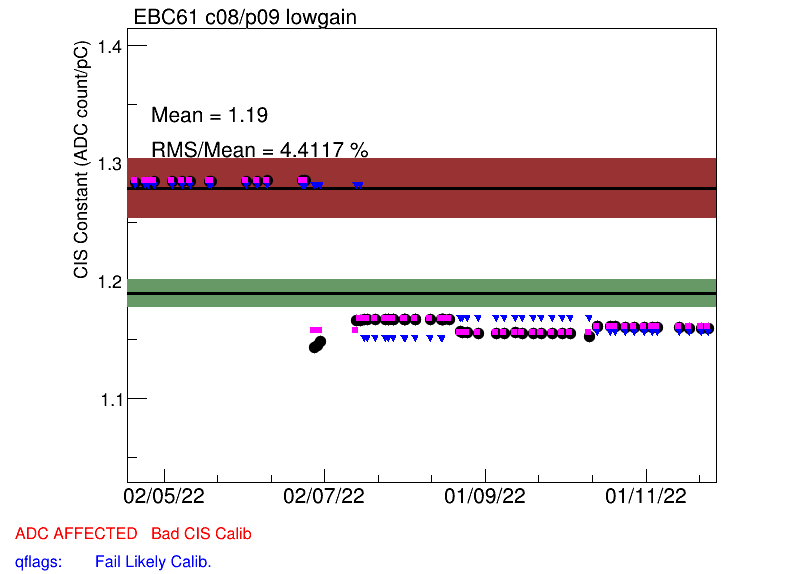 EBC61 c08/p09 lowgain
CIS Constant (ADC count/pC)
1.4
1.3
1.2
1.1
Mean = 1.19
RMS/Mean = 4.4117 %
02/05/22 02/07/22 01/09/22 01/11/22
ADC AFFECTED Bad CIS Calib
qflags: Fail Likely Calib.